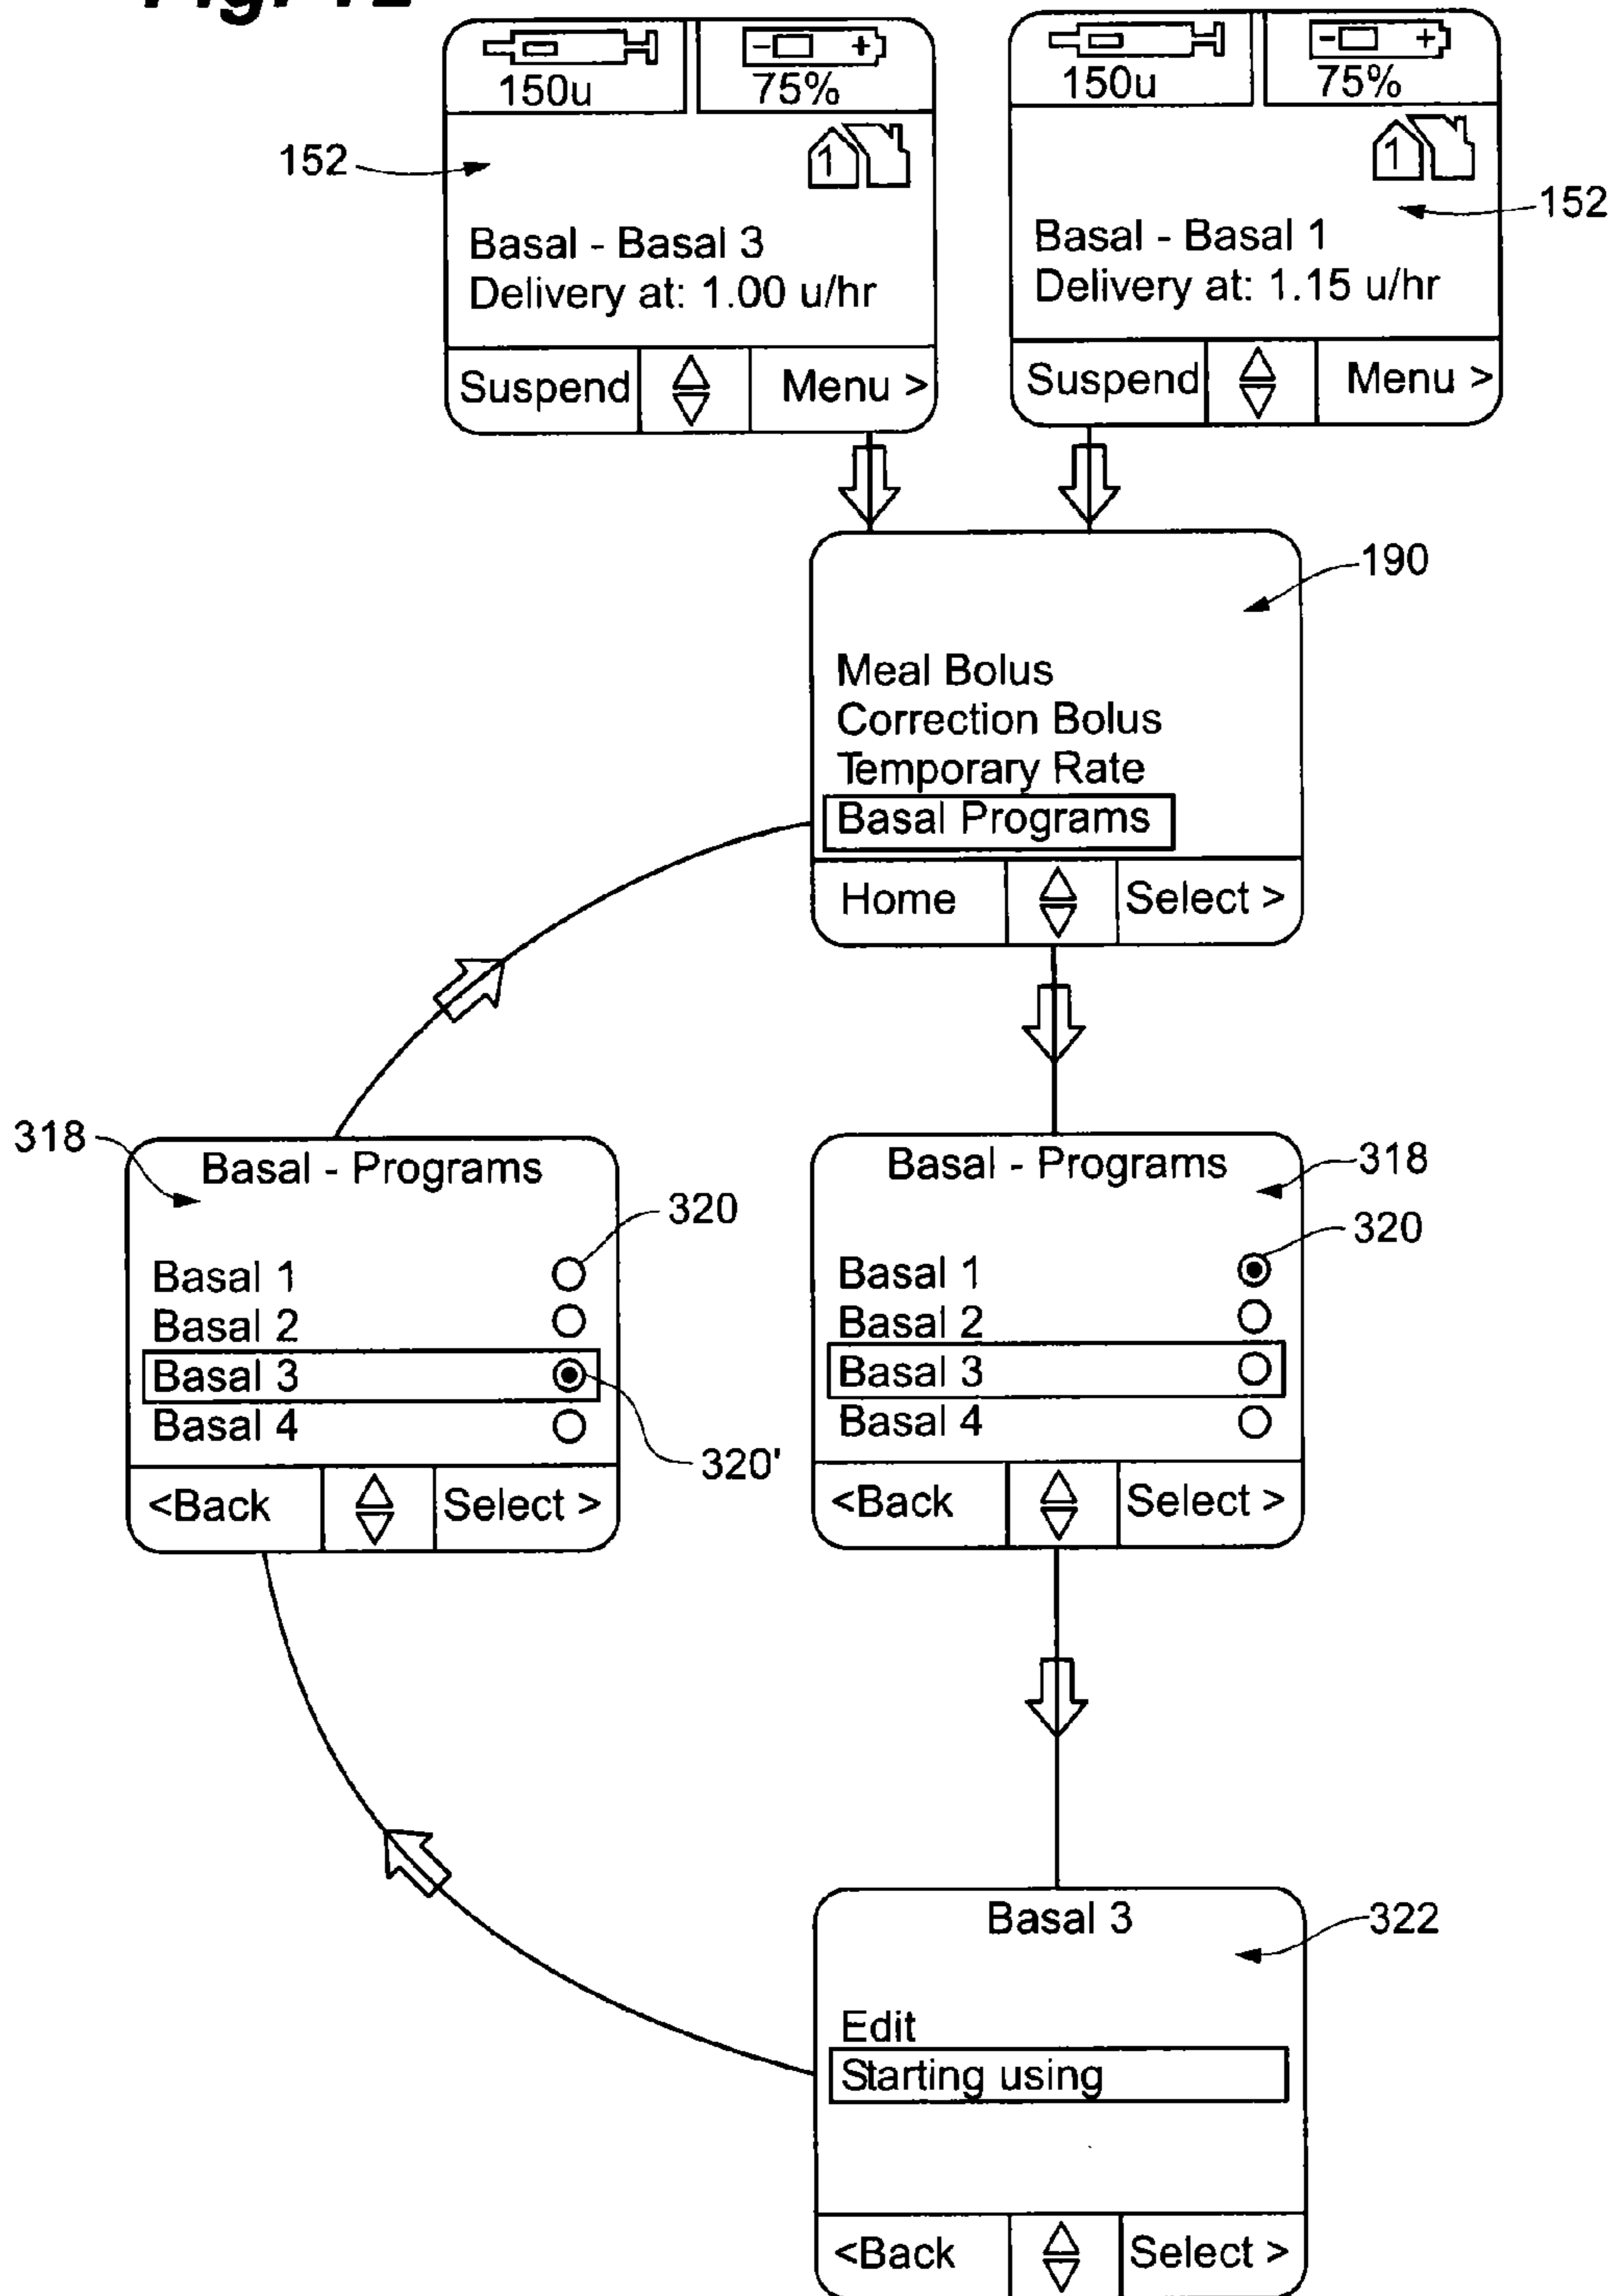 150u 75%
152
Basal - Basal 3
Delivery at: 1.00 u/hr
Suspend Menu >
150u 75%
1
152
Basal - Basal 1
Delivery at: 1.15 u/hr
Suspend Menu >
1
190
Meal Bolus
Correction Bolus
Temporary Rate
Basal Programs
Home Select >
318
Basal - Programs
320
Basal 1
Basal 2
Basal 3
Basal 4
320'
<Back Select >
Basal - Programs
318
320
Basal 1
Basal 2
Basal 3
Basal 4
<Back Select >
Basal 3
322
Edit
Starting using
<Back Select >